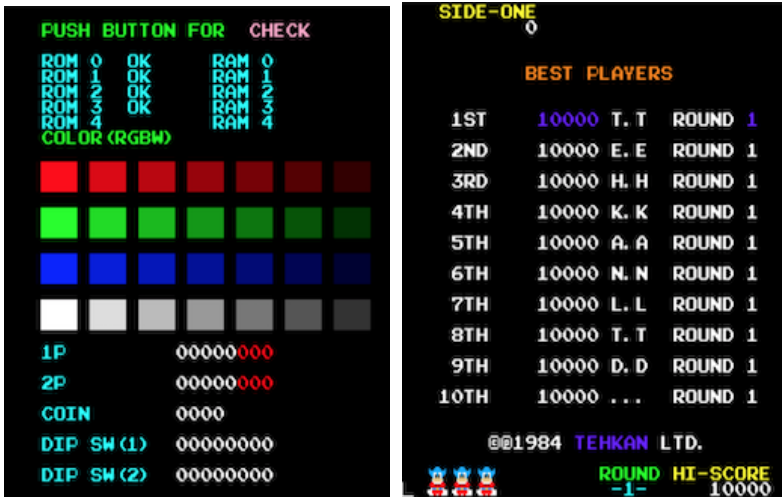 PUSH BUTTON FOR CHECK
ROM 0 OK RAM 0
ROM 1 OK RAM 1
ROM 2 OK RAM 2
ROM 3 OK RAM 3
ROM 4 RAM 4
COLOR(RGBW)
1P 00000000
2P 00000000
COIN 0000
DIP SW(1) 00000000
DIP SW(2) 00000000
SIDE-ONE
0
BEST PLAYERS
1ST 10000 T.T ROUND 1
2ND 10000 E.E ROUND 1
3RD 10000 H.H ROUND 1
4TH 10000 K.K ROUND 1
5TH 10000 A.A ROUND 1
6TH 10000 N.N ROUND 1
7TH 10000 L.L ROUND 1
8TH 10000 T.T ROUND 1
9TH 10000 D.D ROUND 1
10TH 10000 ... ROUND 1
©@1984 TEHKAN LTD.
ROUND HI-SCORE
-1- 10000